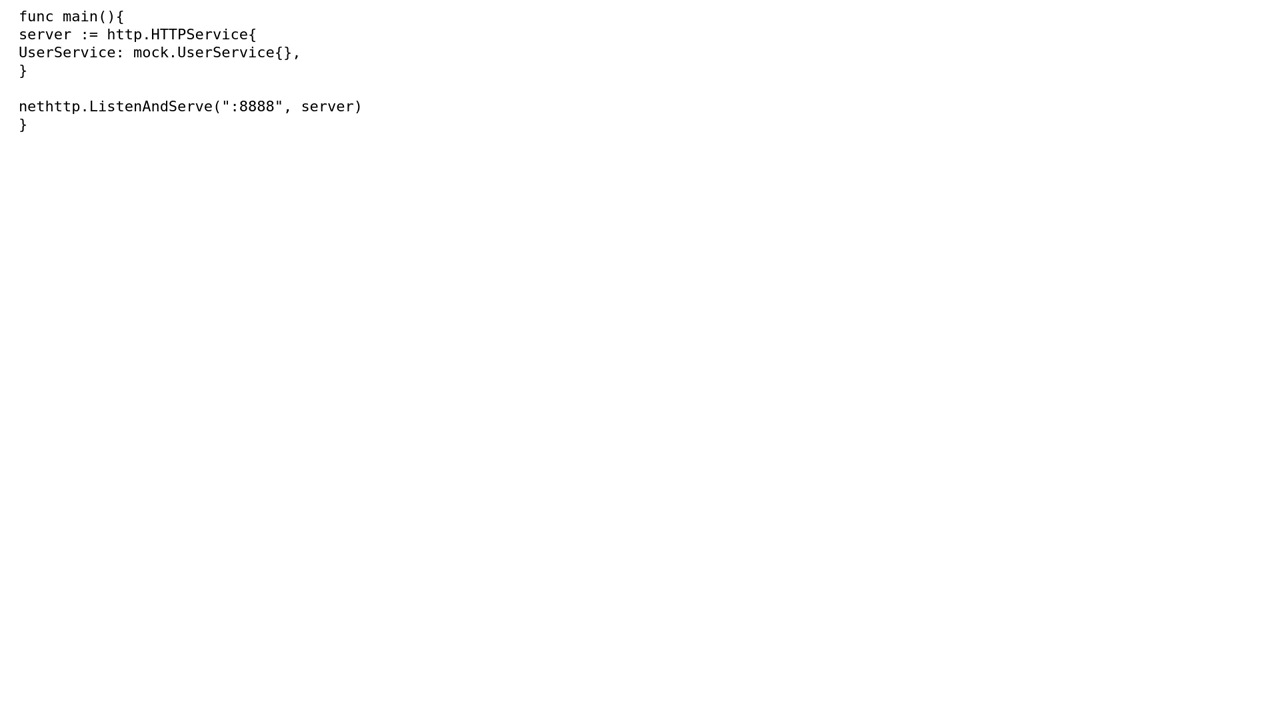 func main(){
server := http.HTTPService{
UserService: mock.UserService{},
}

nethttp.ListenAndServe(":8888", server)
}